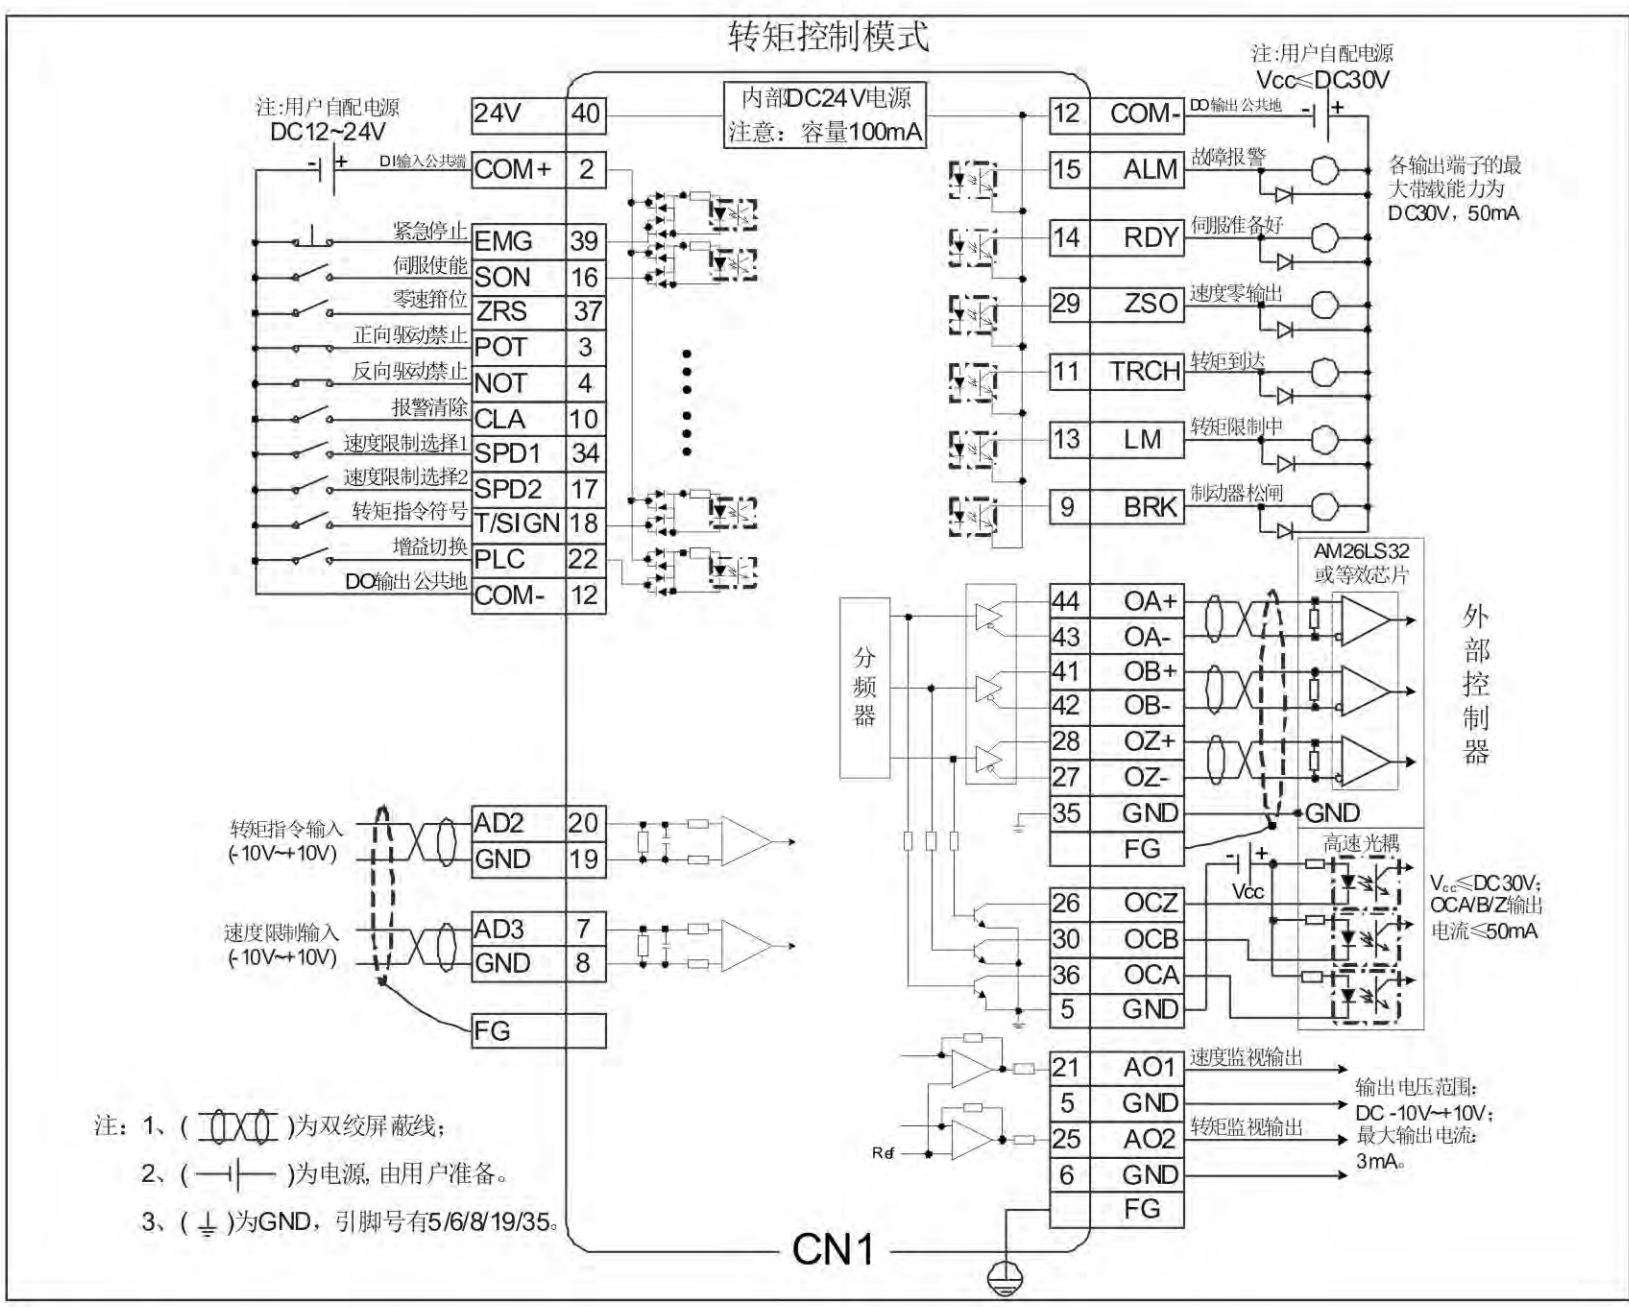 转矩控制模式
注:用户自配电源
DC12~24V
24V 40
内部DC24V电源
注意：容量100mA
DI输入公共端 COM+ 2
紧急停止 EMG 39
伺服使能 SON 16
零速箝位 ZRS 37
正向驱动禁止 POT 3
反向驱动禁止 NOT 4
报警清除 CLA 10
速度限制选择1 SPD1 34
速度限制选择2 SPD2 17
转矩指令符号 T/SIGN 18
增益切换 PLC 22
DO输出公共地 COM- 12
转矩指令输入
(-10V~+10V)
AD2 20
GND 19
速度限制输入
(-10V~+10V)
AD3 7
GND 8
FG
注:用户自配电源
Vcc≤DC30V
12 COM- DO输出公共地
15 ALM 故障报警
各输出端子的最
大带载能力为
DC30V，50mA
14 RDY 伺服准备好
29 ZSO 速度零输出
11 TRCH 转矩到达
13 LM 转矩限制中
9 BRK 制动器松闸
AM26LS32
或等效芯片
分频器
44 OA+
43 OA-
41 OB+
42 OB-
28 OZ+
27 OZ-
35 GND GND
FG
外部控制器
高速光耦
Vcc
Vcc≤DC30V;
OCA/B/Z输出
电流≤50mA
26 OCZ
30 OCB
36 OCA
5 GND
21 AO1 速度监视输出
5 GND
25 AO2 转矩监视输出
6 GND
FG
Ref
输出电压范围:
DC -10V~+10V;
最大输出电流:
3mA。
注：1、( )为双绞屏蔽线;
2、( )为电源, 由用户准备。
3、( )为GND，引脚号有5/6/8/19/35。
CN1